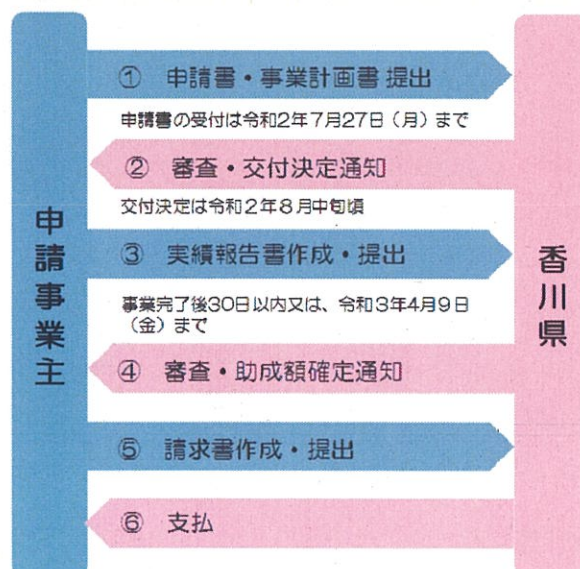 申請事業主
① 申請書・事業計画書 提出
申請書の受付は令和2年7月27日(月)まで
② 審査・交付決定通知
交付決定は令和2年8月中旬頃
③ 実績報告書作成・提出
事業完了後30日以内又は、令和3年4月9日
(金)まで
④ 審査・助成額確定通知
⑤ 請求書作成・提出
⑥ 支払
香川県